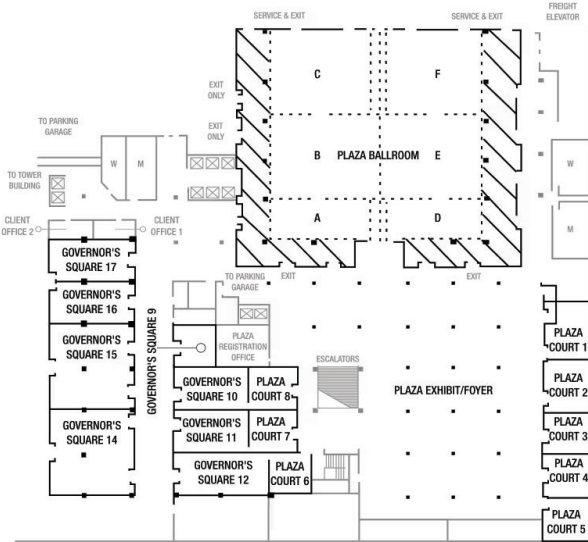 SERVICE & EXIT
SERVICE & EXIT
FREIGHT
ELEVATOR
C
F
EXIT
ONLY
EXIT
ONLY
TO PARKING
GARAGE
W
M
B
PLAZA BALLROOM
E
W
TO TOWER
BUILDING
A
D
M
CLIENT
OFFICE 2
CLIENT
OFFICE 1
GOVERNOR'S
SQUARE 17
TO PARKING
GARAGE
EXIT
EXIT
GOVERNOR'S
SQUARE 16
GOVERNOR'S
SQUARE 15
GOVERNOR'S SQUARE 9
PLAZA
REGISTRATION
OFFICE
ESCALATORS
PLAZA EXHIBIT/FOYER
PLAZA
COURT 1
GOVERNOR'S
SQUARE 10
PLAZA
COURT 8
PLAZA
COURT 2
GOVERNOR'S
SQUARE 14
GOVERNOR'S
SQUARE 11
PLAZA
COURT 7
PLAZA
COURT 3
GOVERNOR'S
SQUARE 12
PLAZA
COURT 6
PLAZA
COURT 4
PLAZA
COURT 5